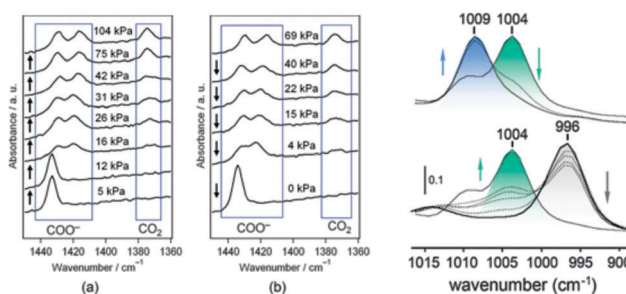 Absorbance / a. u.
104 kPa
75 kPa
42 kPa
31 kPa
26 kPa
16 kPa
12 kPa
5 kPa
COO⁻
CO₂
1440 1420 1400 1380 1360
Wavenumber / cm⁻¹
(a)
Absorbance / a. u.
69 kPa
40 kPa
22 kPa
15 kPa
4 kPa
0 kPa
COO⁻
CO₂
1440 1420 1400 1380 1360
Wavenumber / cm⁻¹
(b)
1009 1004
1004 996
0.1
1015 1010 1005 1000 995 990
wavenumber (cm⁻¹)